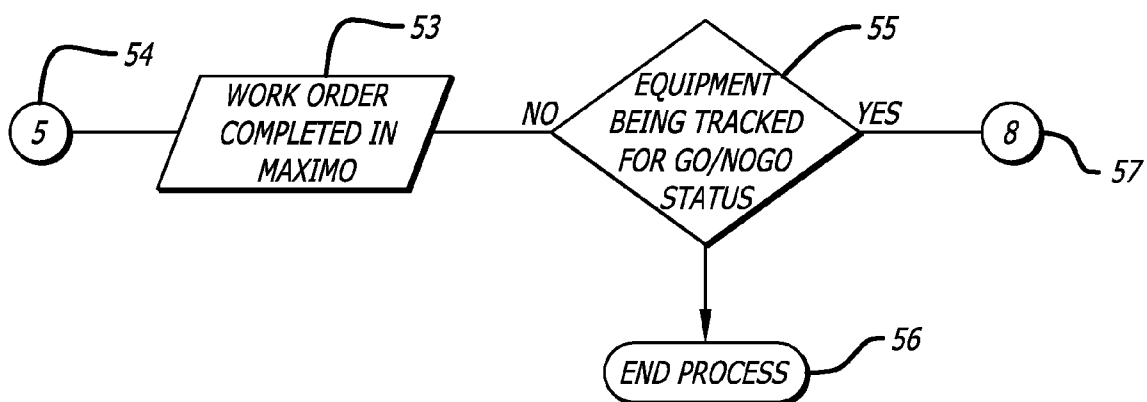 54
53
55
5
WORK ORDER
COMPLETED IN
MAXIMO
NO
EQUIPMENT
BEING TRACKED
FOR GO/NOGO
STATUS
YES
8
57
END PROCESS
56